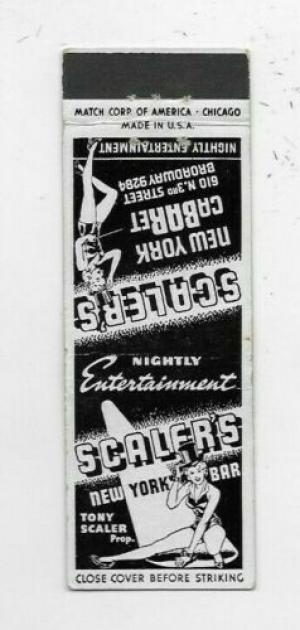 MATCH CORP. OF AMERICA - CHICAGO
MADE IN U.S.A.
NIGHTLY ENTERTAINMENT
610 N. 3RD STREET
BROADWAY 9284
CABARET
NEW YORK
SCALER'S
NIGHTLY
Entertainment
SCALER'S
NEW YORK BAR
TONY
SCALER
Prop.
CLOSE COVER BEFORE STRIKING